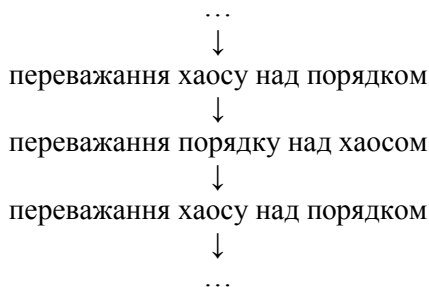 …
↓
переважання хаосу над порядком
↓
переважання порядку над хаосом
↓
переважання хаосу над порядком
↓
…